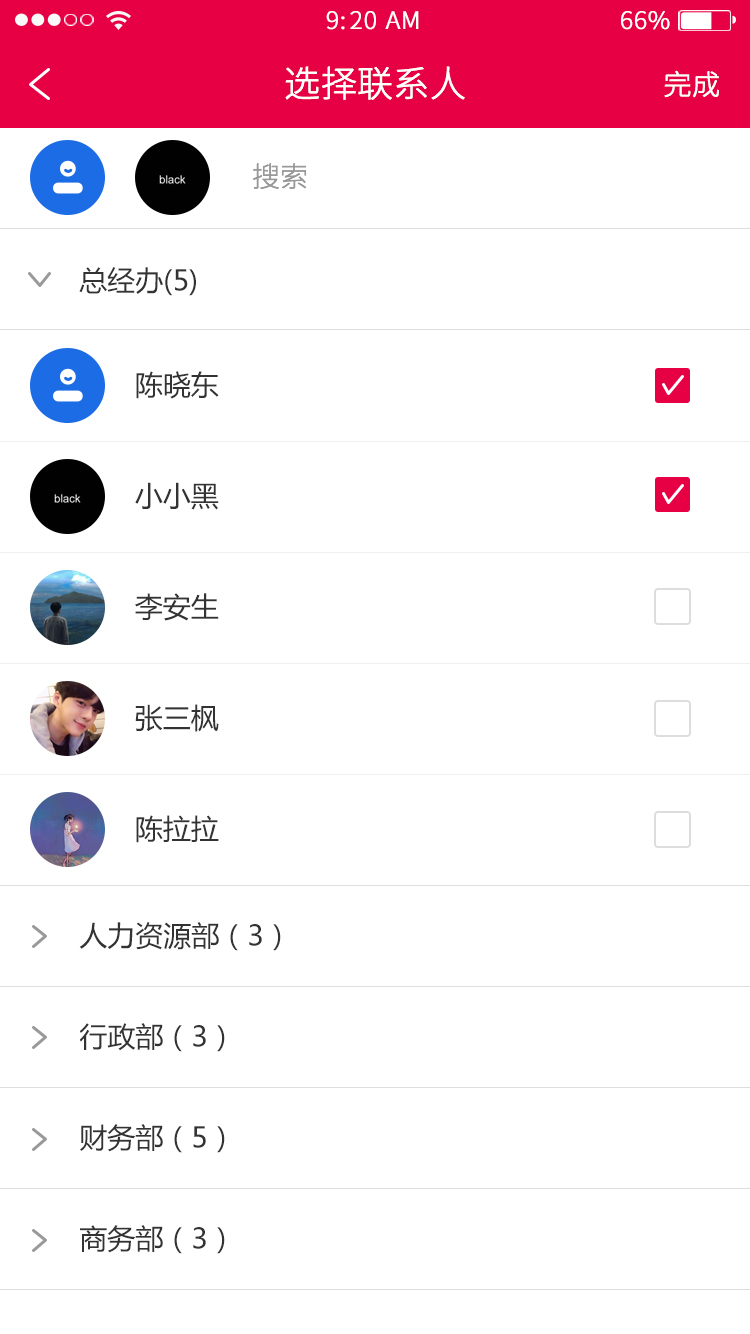 9:20 AM
66%
选择联系人
完成
black
搜索
总经办(5)
陈晓东
black
小小黑
李安生
张三枫
陈拉拉
人力资源部 ( 3 )
行政部 ( 3 )
财务部 ( 5 )
商务部 ( 3 )